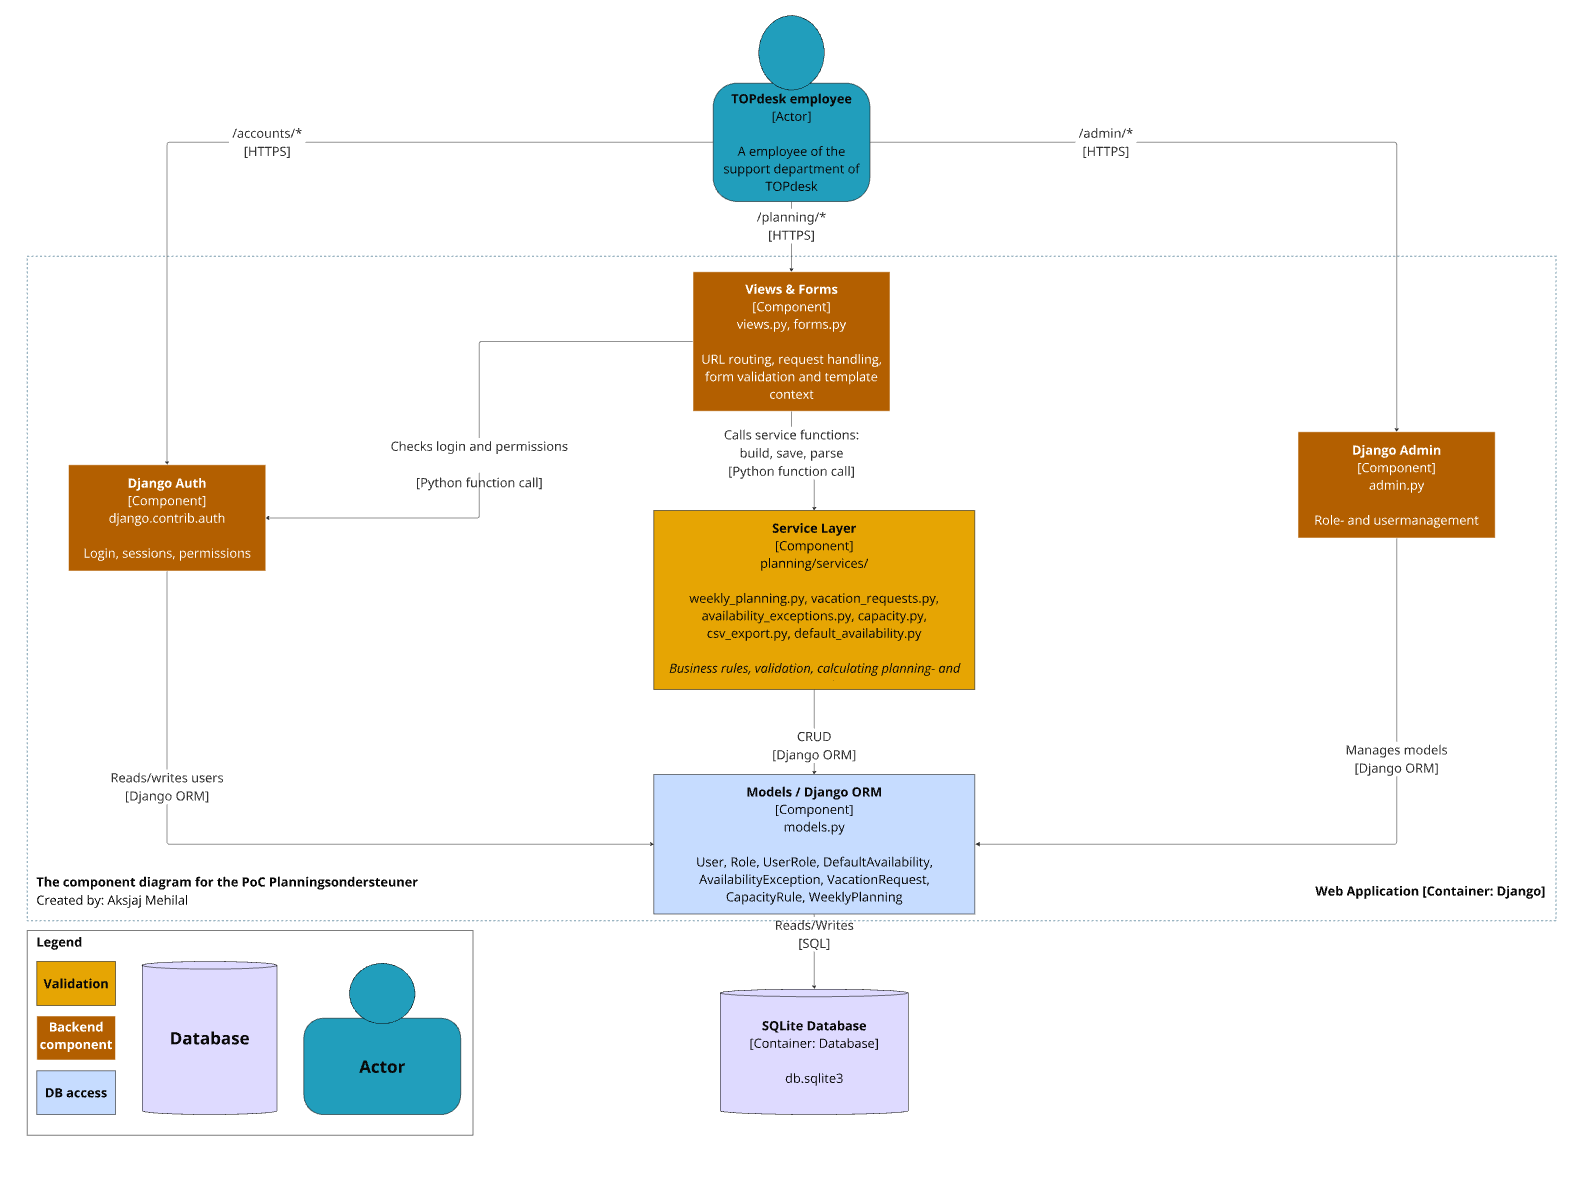 TOPdesk employee
[Actor]
A employee of the
support department of
TOPdesk
/accounts/*
[HTTPS]
/admin/*
[HTTPS]
/planning/*
[HTTPS]
Views & Forms
[Component]
views.py, forms.py
URL routing, request handling,
form validation and template
context
Checks login and permissions
[Python function call]
Calls service functions:
build, save, parse
[Python function call]
Django Auth
[Component]
django.contrib.auth
Login, sessions, permissions
Django Admin
[Component]
admin.py
Role- and usermanagement
Service Layer
[Component]
planning/services/
weekly_planning.py, vacation_requests.py,
availability_exceptions.py, capacity.py,
csv_export.py, default_availability.py
Business rules, validation, calculating planning- and
CRUD
[Django ORM]
Reads/writes users
[Django ORM]
Manages models
[Django ORM]
Models / Django ORM
[Component]
models.py
User, Role, UserRole, DefaultAvailability,
AvailabilityException, VacationRequest,
CapacityRule, WeeklyPlanning
The component diagram for the PoC Planningsondersteuner
Created by: Aksjaj Mehilal
Web Application [Container: Django]
Reads/Writes
[SQL]
SQLite Database
[Container: Database]
db.sqlite3
Legend
Validation
Backend
component
DB access
Database
Actor